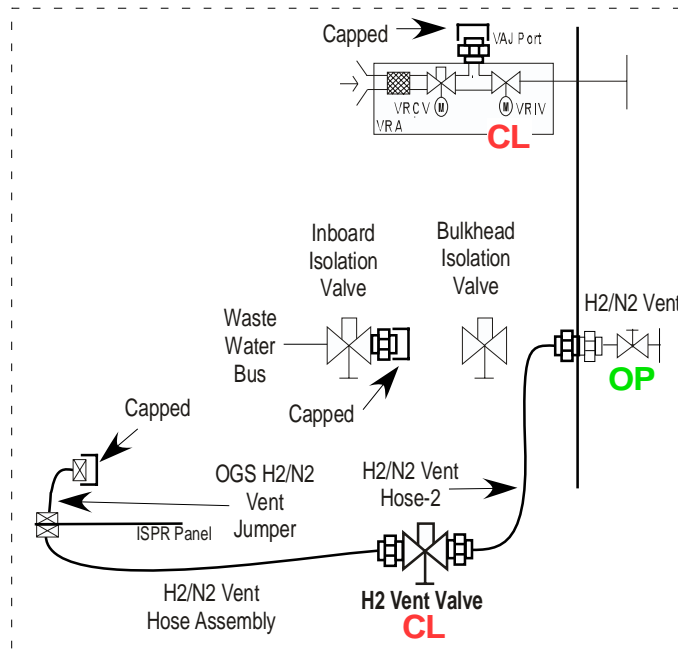 Capped
VAJ Port
VRCV
M
M
VRIV
VRA
CL
Inboard
Isolation
Valve
Bulkhead
Isolation
Valve
H2/N2 Vent
Waste
Water
Bus
OP
Capped
Capped
OGS H2/N2
Vent
Jumper
H2/N2 Vent
Hose-2
ISPR Panel
H2/N2 Vent
Hose Assembly
H2 Vent Valve
CL